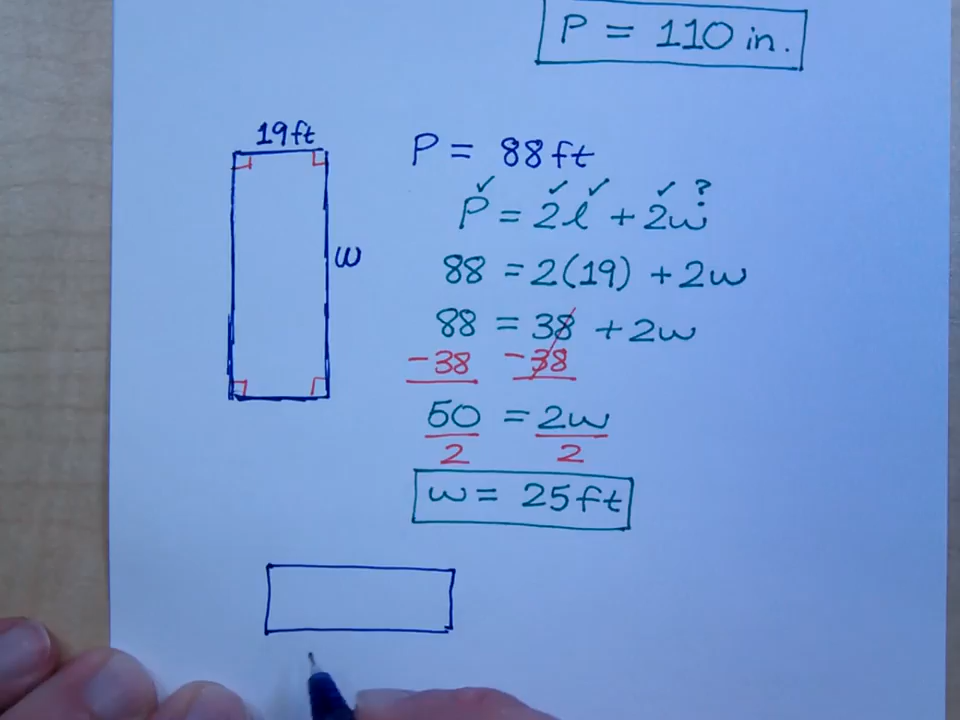 P = 110 in.
19ft
P = 88ft
✓ ✓ ✓ ✓ ?
P = 2l + 2w
w
88 = 2(19) + 2w
88 = 38 + 2w
-38 -38
50 = 2w
2 2
w = 25ft